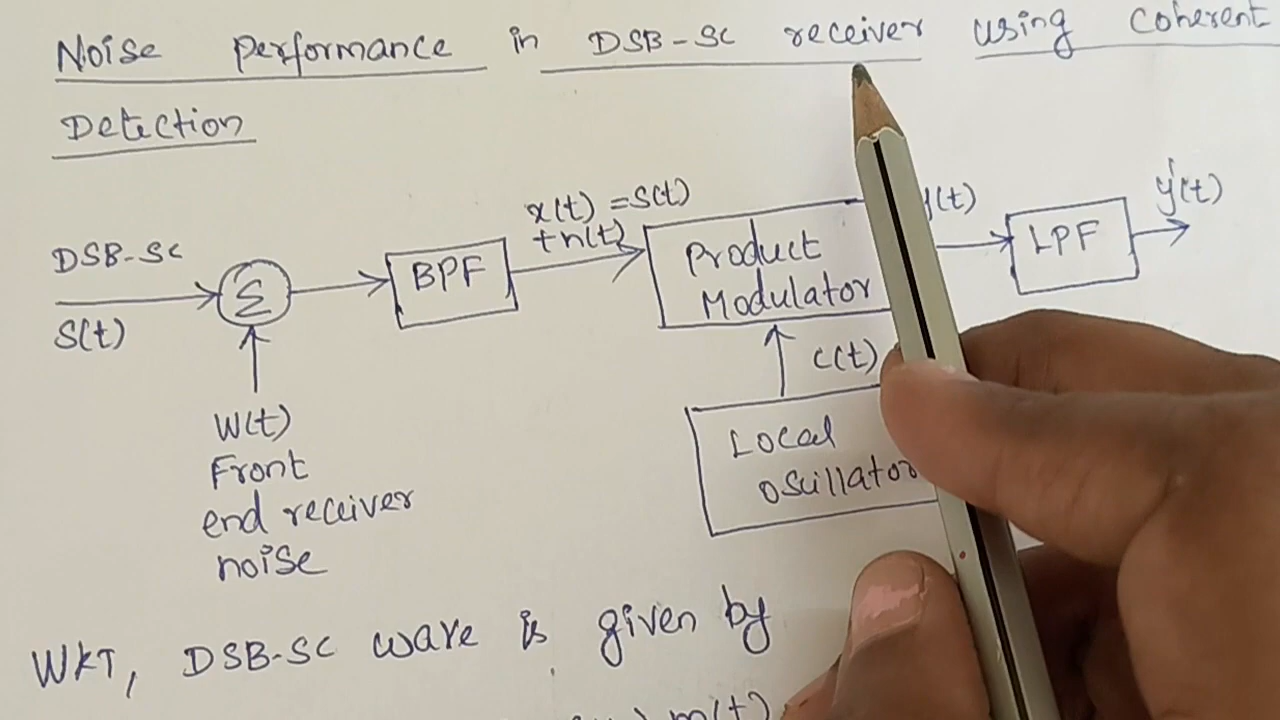 Noise Performance in DSB-SC receiver using Coherent
Detection
DSB-SC
S(t)
Σ
W(t)
Front
end receiver
noise
BPF
x(t) = S(t)
+ n(t)
Product
Modulator
C(t)
Local
Oscillator
(t)
LPF
y'(t)
WKT, DSB-SC wave is given by
m(t)